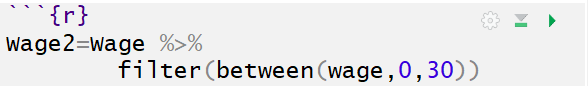 ```{r}
Wage2=Wage %>%
filter(between(wage,0,30))